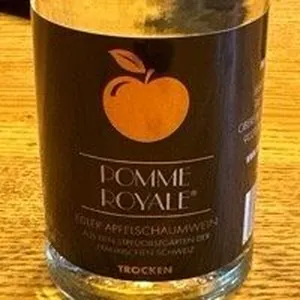 POMME
ROYALE®
EDLER APFELSCHAUMWEIN
AUS DEN STREUOBSTGÄRTEN DER
FRÄNKISCHEN SCHWEIZ
TROCKEN